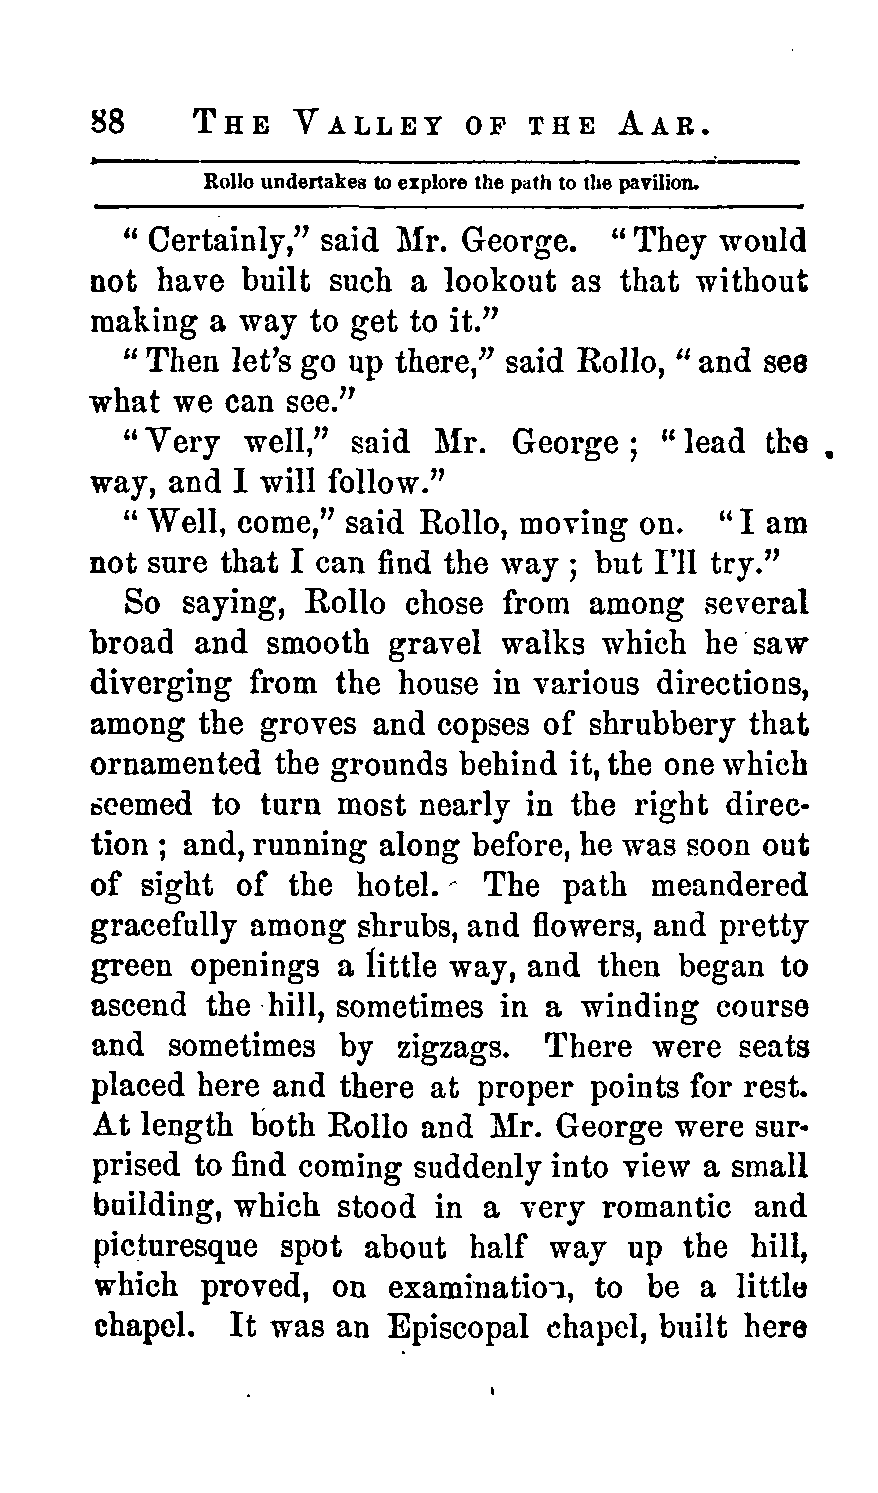 88 THE VALLEY OF THE AAR.
Rollo undertakes to explore the path to the pavilion.
“ Certainly,” said Mr. George. “ They would
not have built such a lookout as that without
making a way to get to it.”
“ Then let’s go up there,” said Rollo, “ and see
what we can see.”
“ Very well,” said Mr. George ; “ lead the
way, and I will follow.”
“ Well, come,” said Rollo, moving on. “ I am
not sure that I can find the way ; but I’ll try.”
So saying, Rollo chose from among several
broad and smooth gravel walks which he saw
diverging from the house in various directions,
among the groves and copses of shrubbery that
ornamented the grounds behind it, the one which
seemed to turn most nearly in the right direc-
tion ; and, running along before, he was soon out
of sight of the hotel. The path meandered
gracefully among shrubs, and flowers, and pretty
green openings a little way, and then began to
ascend the hill, sometimes in a winding course
and sometimes by zigzags. There were seats
placed here and there at proper points for rest.
At length both Rollo and Mr. George were sur-
prised to find coming suddenly into view a small
building, which stood in a very romantic and
picturesque spot about half way up the hill,
which proved, on examination, to be a little
chapel. It was an Episcopal chapel, built here